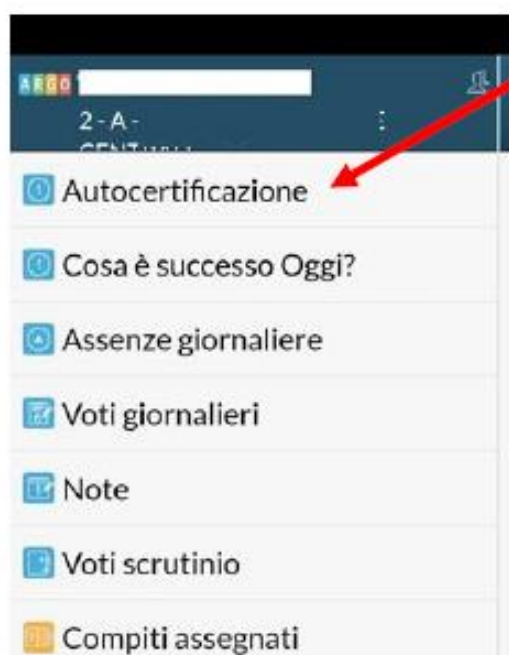 ARGO
2 - A -
Autocertificazione
Cosa è successo Oggi?
Assenze giornaliere
Voti giornalieri
Note
Voti scrutinio
Compiti assegnati